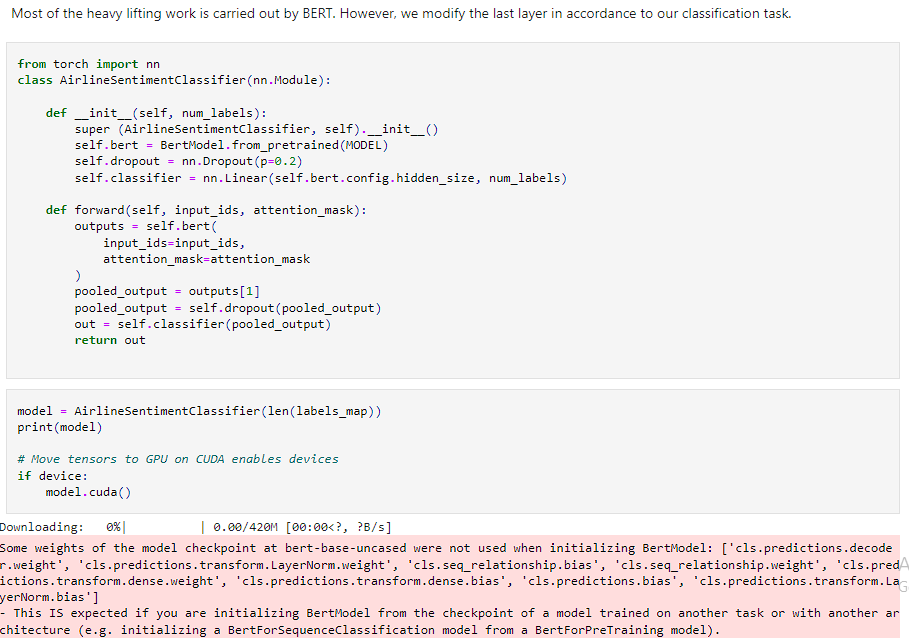 Most of the heavy lifting work is carried out by BERT. However, we modify the last layer in accordance to our classification task.
from torch import nn
class AirlineSentimentClassifier(nn.Module):
    def __init__(self, num_labels):
        super (AirlineSentimentClassifier, self).__init__()
        self.bert = BertModel.from_pretrained(MODEL)
        self.dropout = nn.Dropout(p=0.2)
        self.classifier = nn.Linear(self.bert.config.hidden_size, num_labels)
    def forward(self, input_ids, attention_mask):
        outputs = self.bert(
            input_ids=input_ids,
            attention_mask=attention_mask
        )
        pooled_output = outputs[1]
        pooled_output = self.dropout(pooled_output)
        out = self.classifier(pooled_output)
        return out
model = AirlineSentimentClassifier(len(labels_map))
print(model)
# Move tensors to GPU on CUDA enables devices
if device:
    model.cuda()
Downloading:   0%|          | 0.00/420M [00:00<?, ?B/s]
Some weights of the model checkpoint at bert-base-uncased were not used when initializing BertModel: ['cls.predictions.decode
r.weight', 'cls.predictions.transform.LayerNorm.weight', 'cls.seq_relationship.bias', 'cls.seq_relationship.weight', 'cls.pred
ictions.transform.dense.weight', 'cls.predictions.transform.dense.bias', 'cls.predictions.bias', 'cls.predictions.transform.La
yerNorm.bias']
- This IS expected if you are initializing BertModel from the checkpoint of a model trained on another task or with another ar
chitecture (e.g. initializing a BertForSequenceClassification model from a BertForPreTraining model).